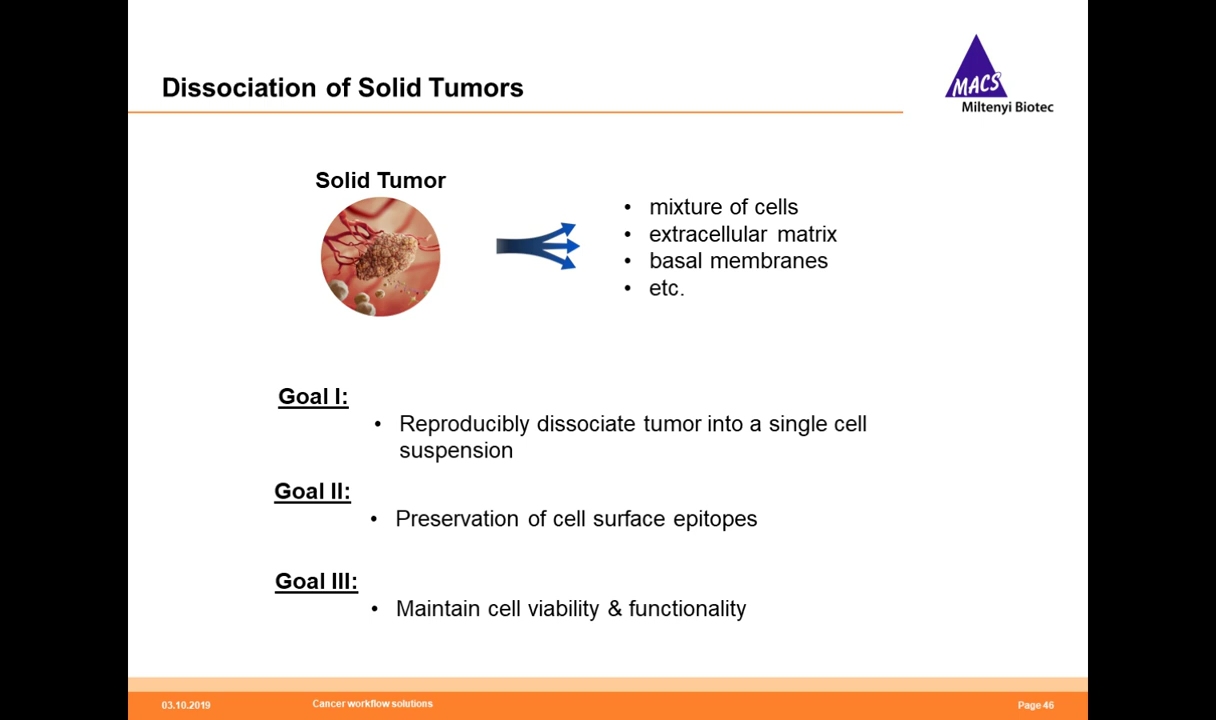 Dissociation of Solid Tumors
MACS
Miltenyi Biotec
Solid Tumor
• mixture of cells
• extracellular matrix
• basal membranes
• etc.
Goal I:
• Reproducibly dissociate tumor into a single cell
suspension
Goal II:
• Preservation of cell surface epitopes
Goal III:
• Maintain cell viability & functionality
03.10.2019
Cancer workflow solutions
Page 46